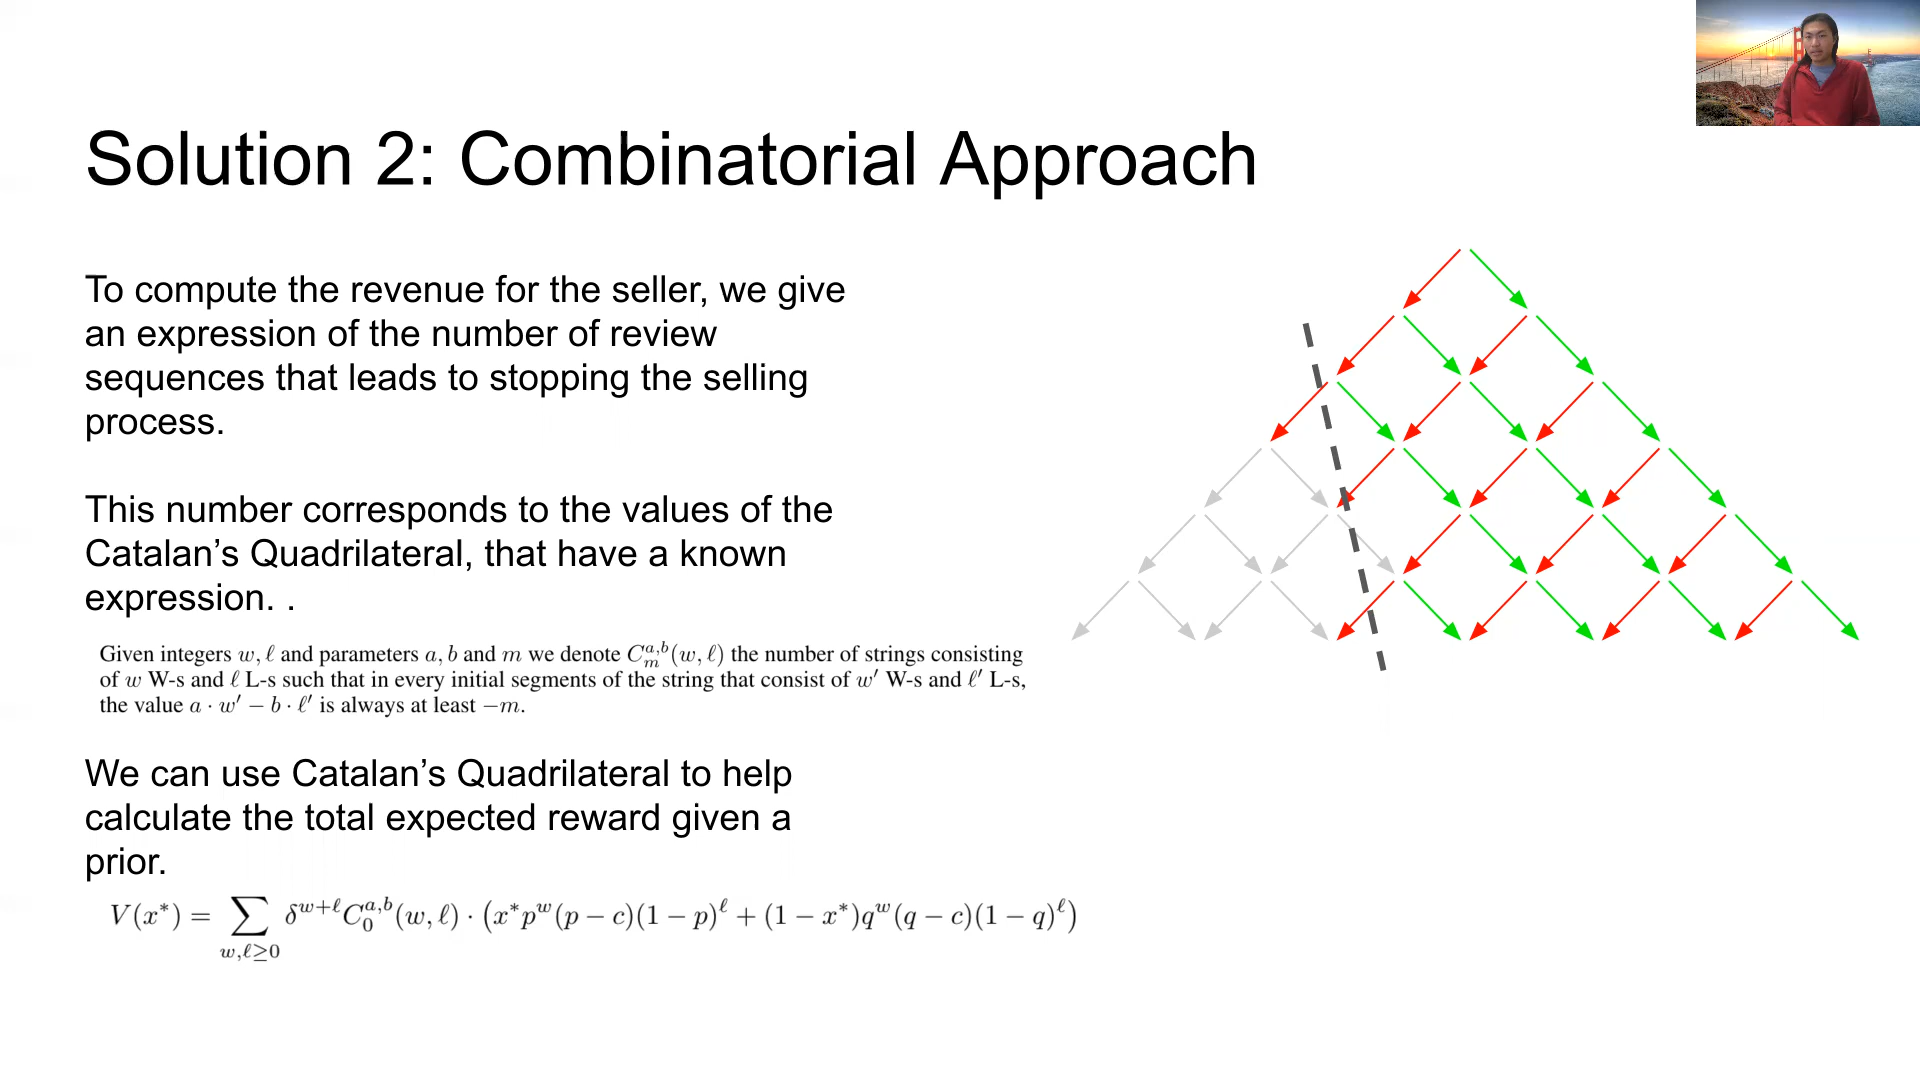 Solution 2: Combinatorial Approach
To compute the revenue for the seller, we give
an expression of the number of review
sequences that leads to stopping the selling
process.
This number corresponds to the values of the
Catalan’s Quadrilateral, that have a known
expression. .
Given integers w, ℓ and parameters a, b and m we denote C_m^{a,b}(w, ℓ) the number of strings consisting
of w W-s and ℓ L-s such that in every initial segments of the string that consist of w′ W-s and ℓ′ L-s,
the value a · w′ − b · ℓ′ is always at least −m.
We can use Catalan’s Quadrilateral to help
calculate the total expected reward given a
prior.
V(x*) = ∑_{w,ℓ≥0} δ^{w+ℓ} C_0^{a,b}(w, ℓ) · (x* p^w (p − c)(1 − p)^ℓ + (1 − x*) q^w (q − c)(1 − q)^ℓ)